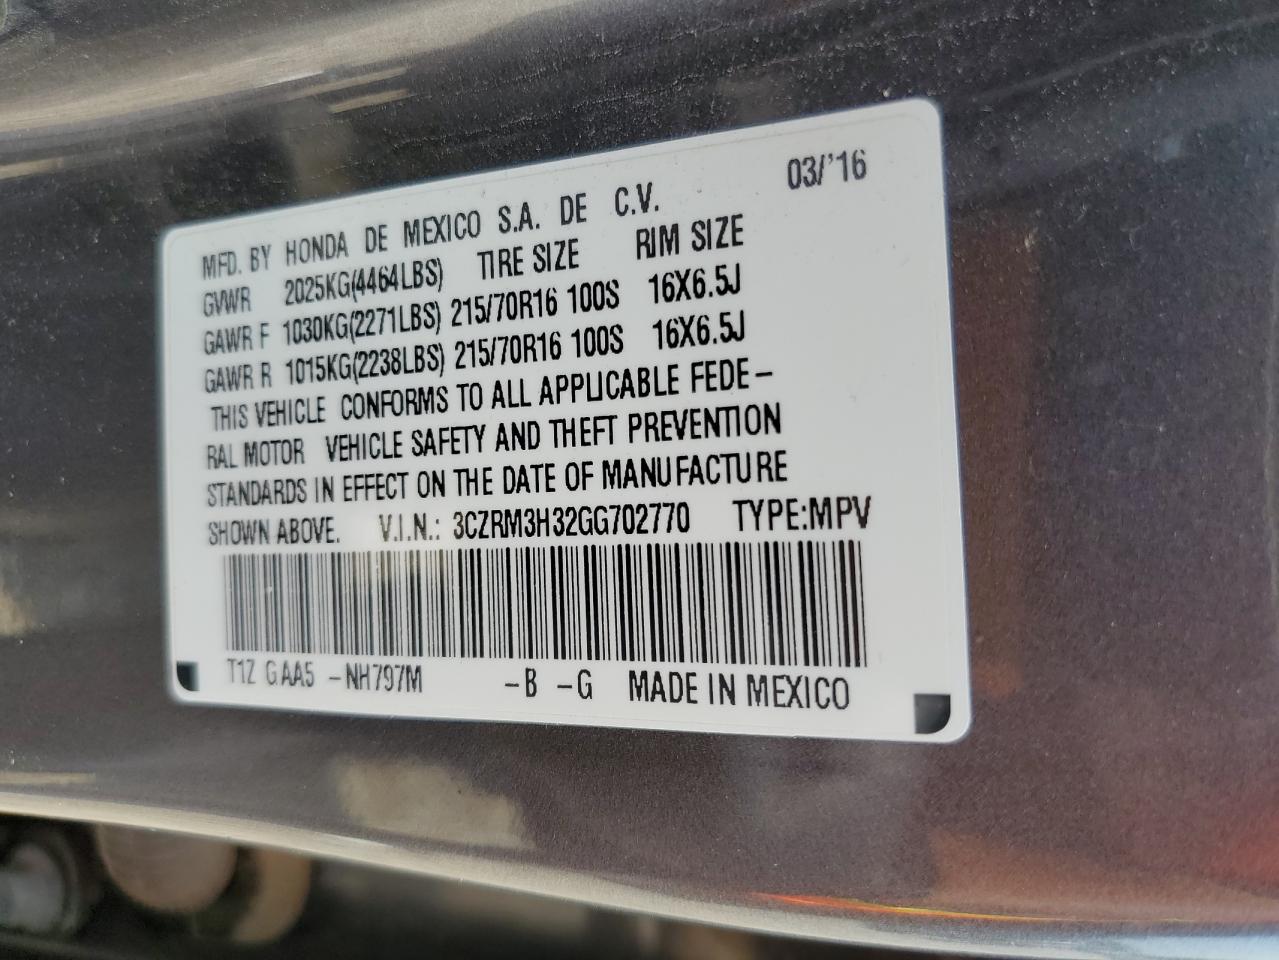 03/'16
MFD. BY HONDA DE MEXICO S.A. DE C.V.
GVWR 2025KG(4464LBS) TIRE SIZE RIM SIZE
GAWR F 1030KG(2271LBS) 215/70R16 100S 16X6.5J
GAWR R 1015KG(2238LBS) 215/70R16 100S 16X6.5J
THIS VEHICLE CONFORMS TO ALL APPLICABLE FEDE-
RAL MOTOR VEHICLE SAFETY AND THEFT PREVENTION
STANDARDS IN EFFECT ON THE DATE OF MANUFACTURE
SHOWN ABOVE. V.I.N.: 3CZRM3H32GG702770 TYPE:MPV
T1Z GAA5 -NH797M -B -G MADE IN MEXICO